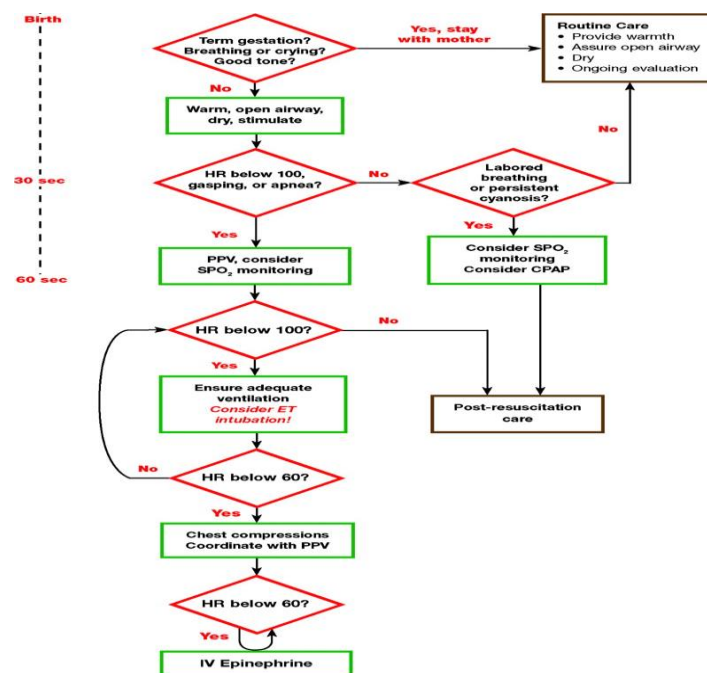 Birth
Term gestation?
Breathing or crying?
Good tone?
Yes, stay
with mother
Routine Care
• Provide warmth
• Assure open airway
• Dry
• Ongoing evaluation
No
Warm, open airway,
dry, stimulate
No
30 sec
HR below 100,
gasping, or apnea?
No
Labored
breathing
or persistent
cyanosis?
Yes
Yes
PPV, consider
SPO₂ monitoring
Consider SPO₂
monitoring
Consider CPAP
60 sec
HR below 100?
No
Yes
Ensure adequate
ventilation
Consider ET
intubation!
Post-resuscitation
care
No
HR below 60?
Yes
Chest compressions
Coordinate with PPV
HR below 60?
Yes
IV Epinephrine